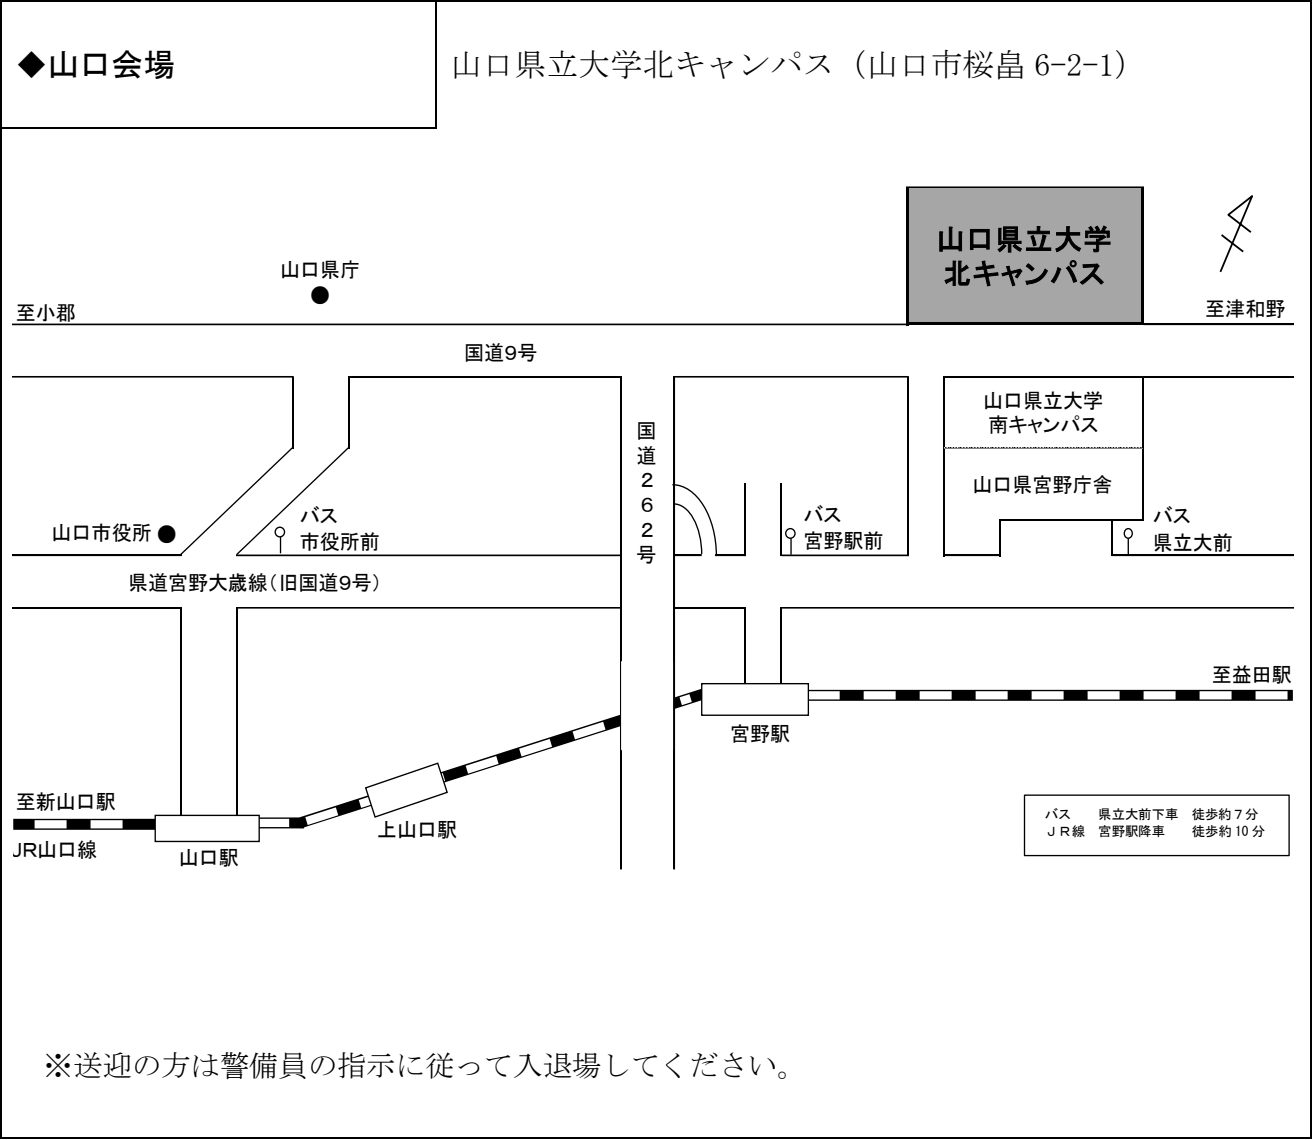 ◆山口会場
山口県立大学北キャンパス（山口市桜畠 6-2-1）
山口県立大学
北キャンパス
山口県庁
至小郡
至津和野
国道９号
山口県立大学
南キャンパス
国道２６２号
山口県宮野庁舎
山口市役所
バス
市役所前
バス
宮野駅前
バス
県立大前
県道宮野大歳線（旧国道９号）
至益田駅
宮野駅
至新山口駅
上山口駅
JR山口線
山口駅
バス　県立大前下車　徒歩約７分
ＪＲ線　宮野駅降車　徒歩約 10 分
※送迎の方は警備員の指示に従って入退場してください。